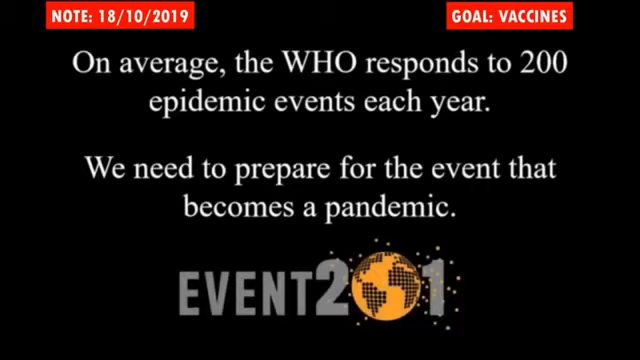 NOTE: 18/10/2019
GOAL: VACCINES
On average, the WHO responds to 200
epidemic events each year.
We need to prepare for the event that
becomes a pandemic.
EVENT201